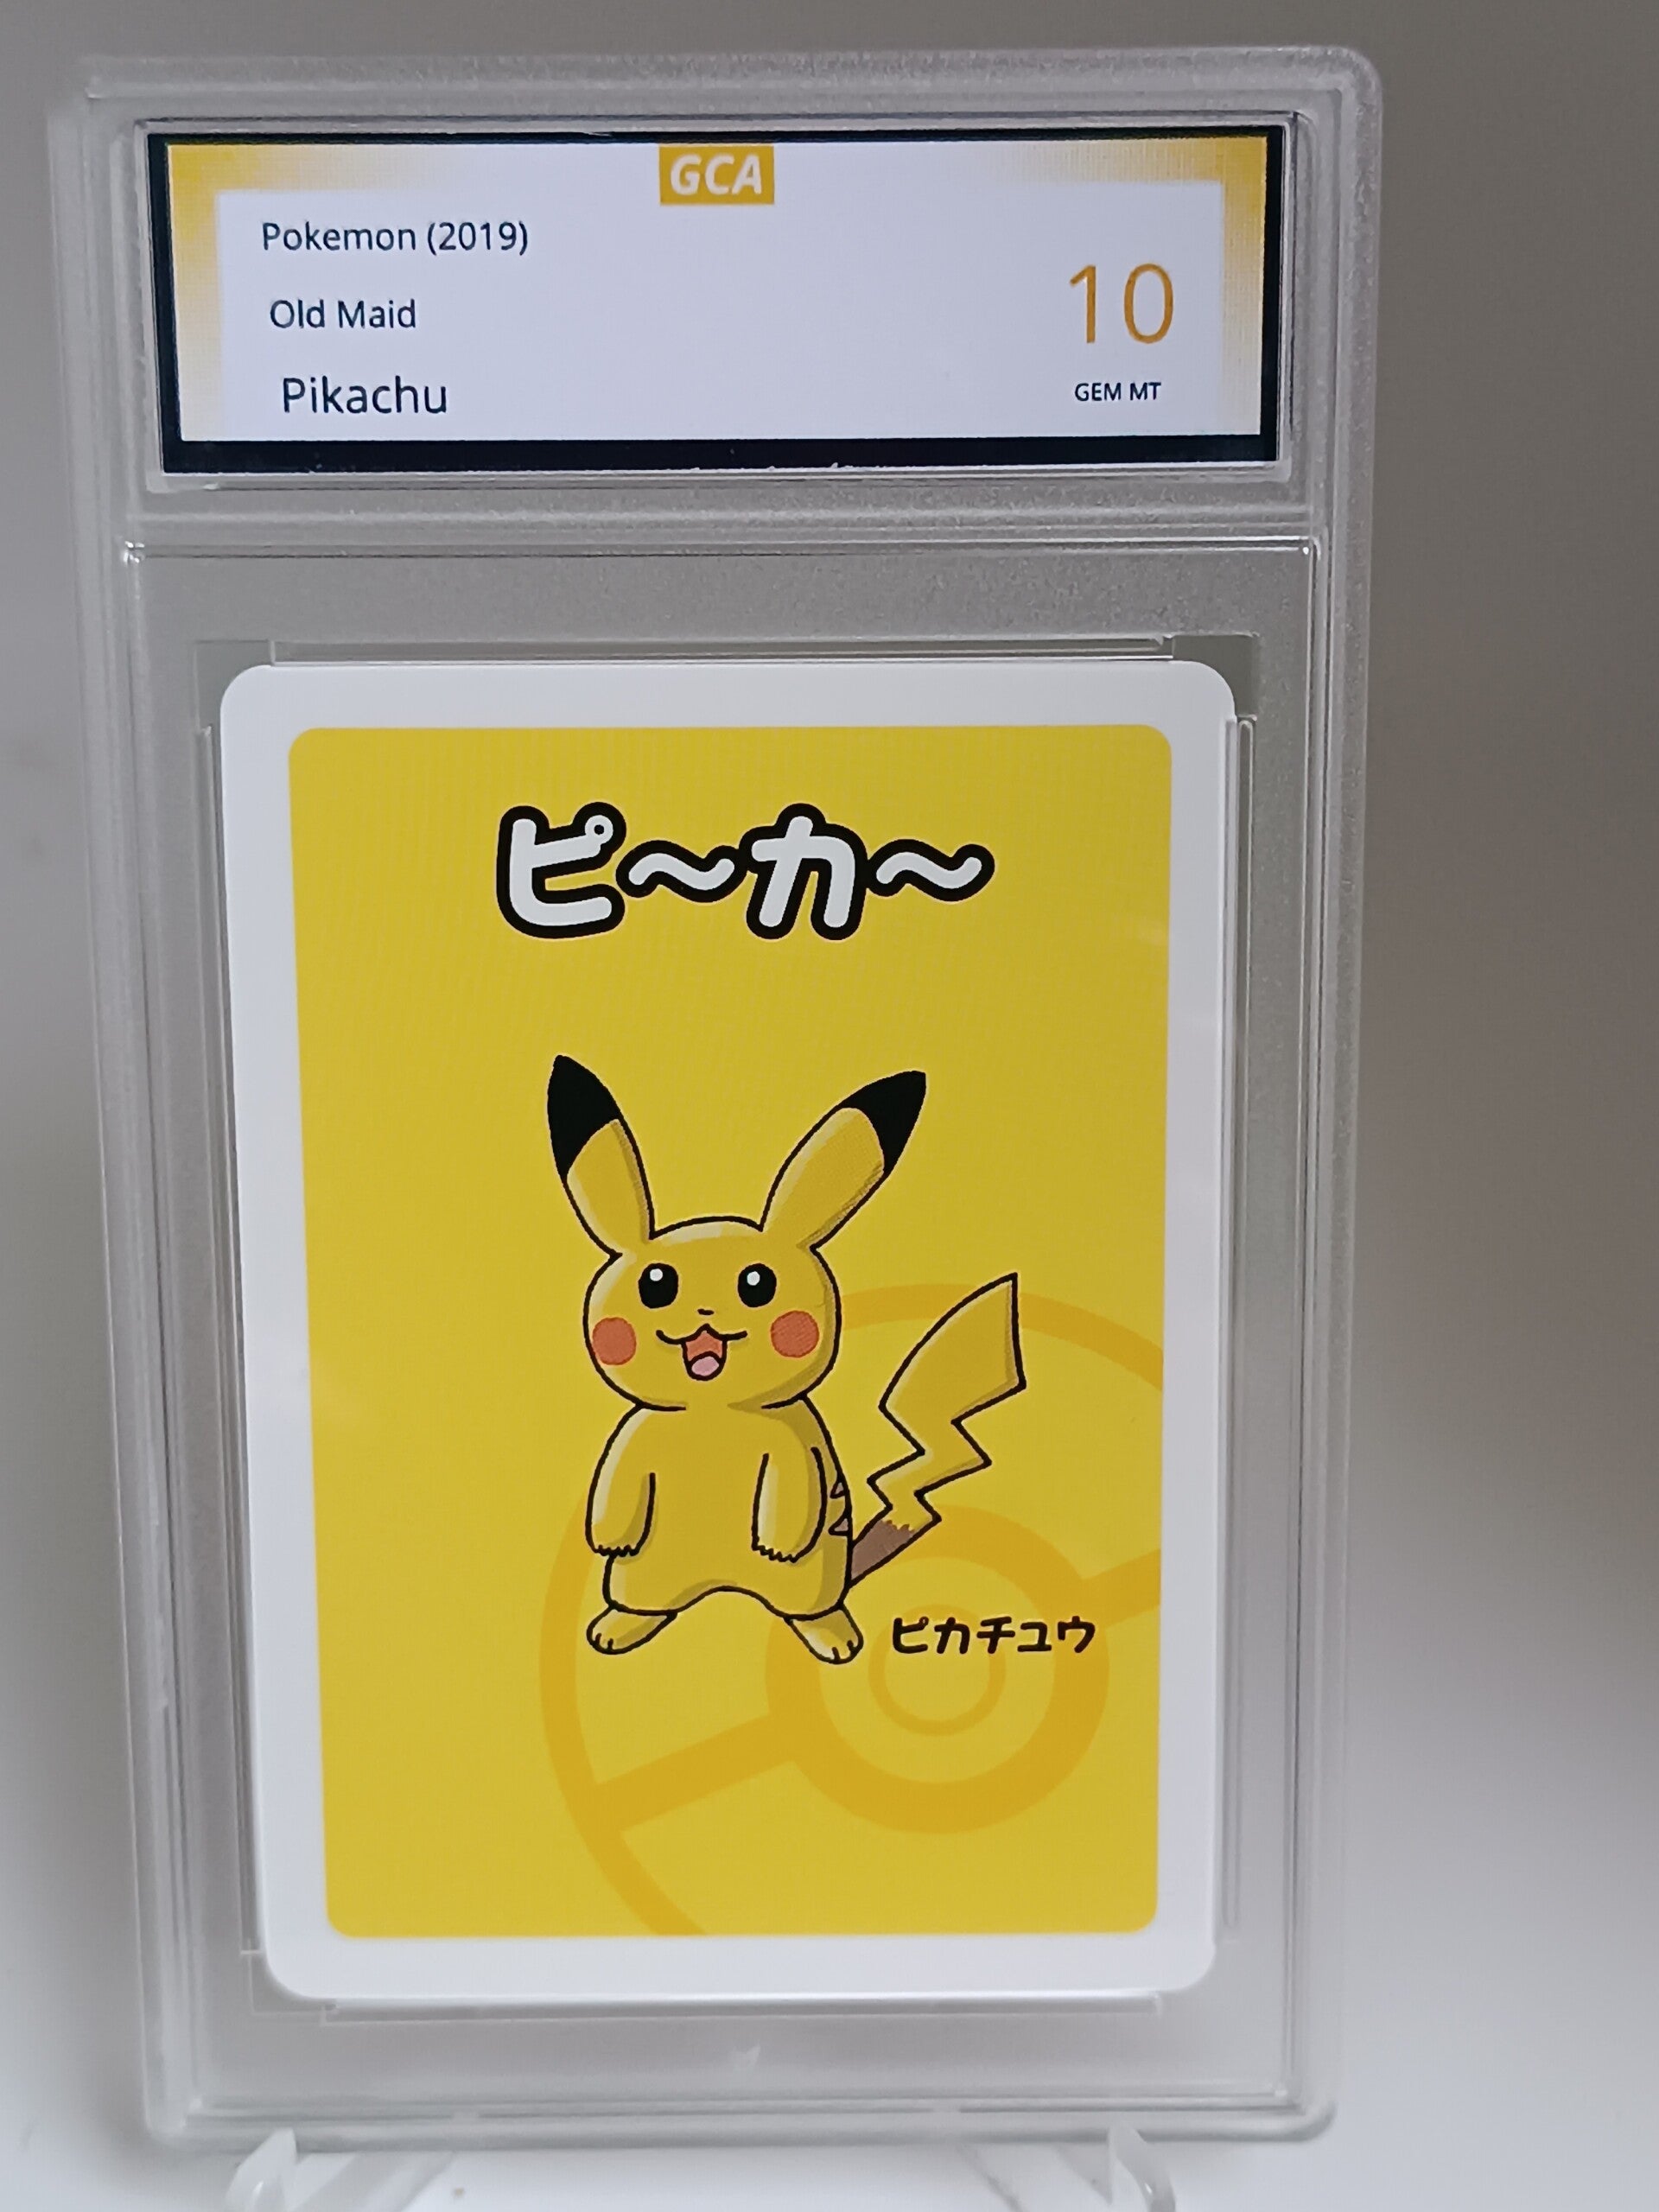 GCA
Pokemon (2019)
Old Maid
Pikachu
10
GEM MT
ピ～カ～
ピカチュウ